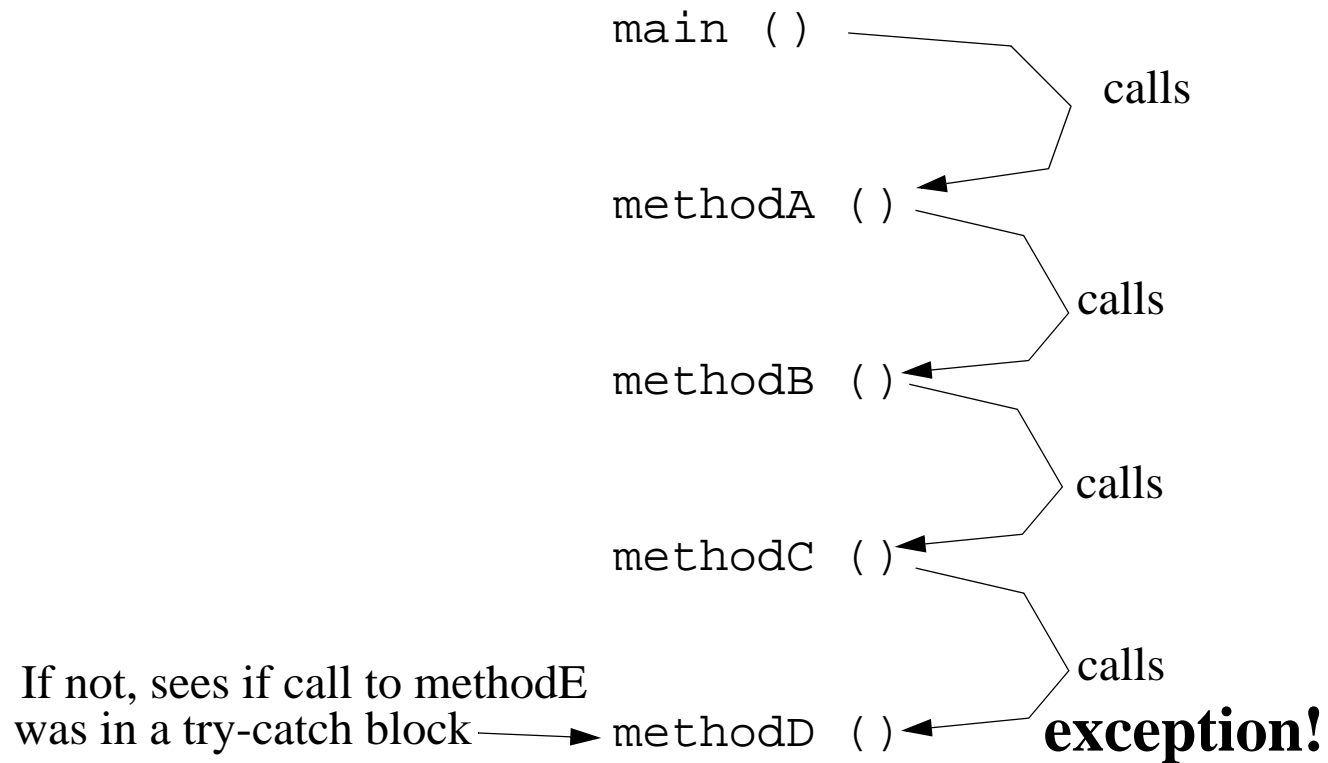 main ()
calls
methodA ()
calls
methodB ()
calls
methodC ()
calls
If not, sees if call to methodE
was in a try-catch block
methodD ()
exception!